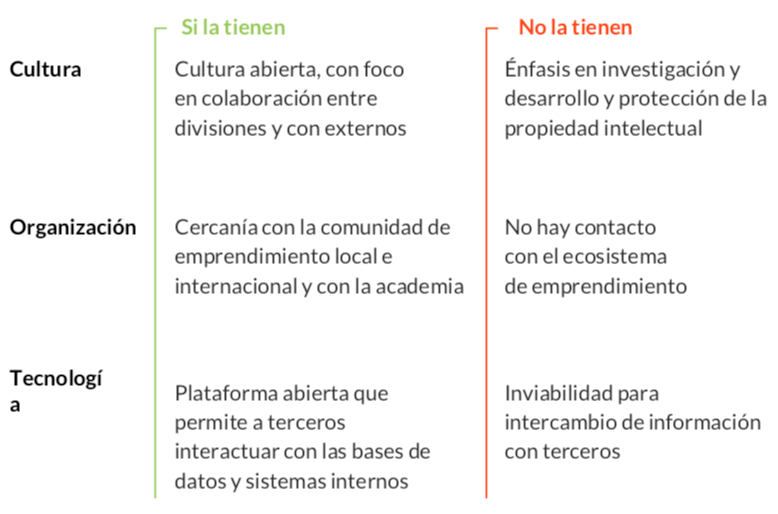 Si la tienen
No la tienen
Cultura
Cultura abierta, con foco
en colaboración entre
divisiones y con externos
Énfasis en investigación y
desarrollo y protección de la
propiedad intelectual
Organización
Cercanía con la comunidad de
emprendimiento local e
internacional y con la academia
No hay contacto
con el ecosistema
de emprendimiento
Tecnologí
a
Plataforma abierta que
permite a terceros
interactuar con las bases de
datos y sistemas internos
Inviabilidad para
intercambio de información
con terceros